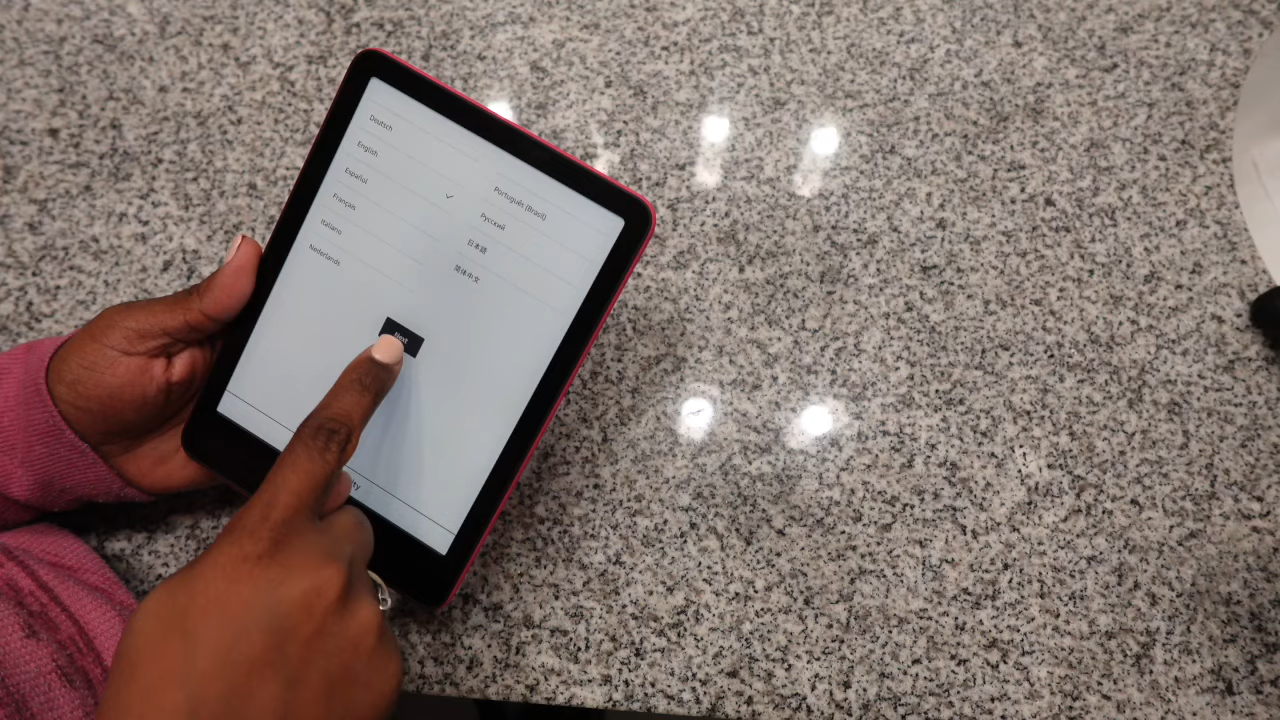 Deutsch
English
Español
Français
Italiano
Nederlands
Português (Brasil)
Русский
日本語
简体中文
Next